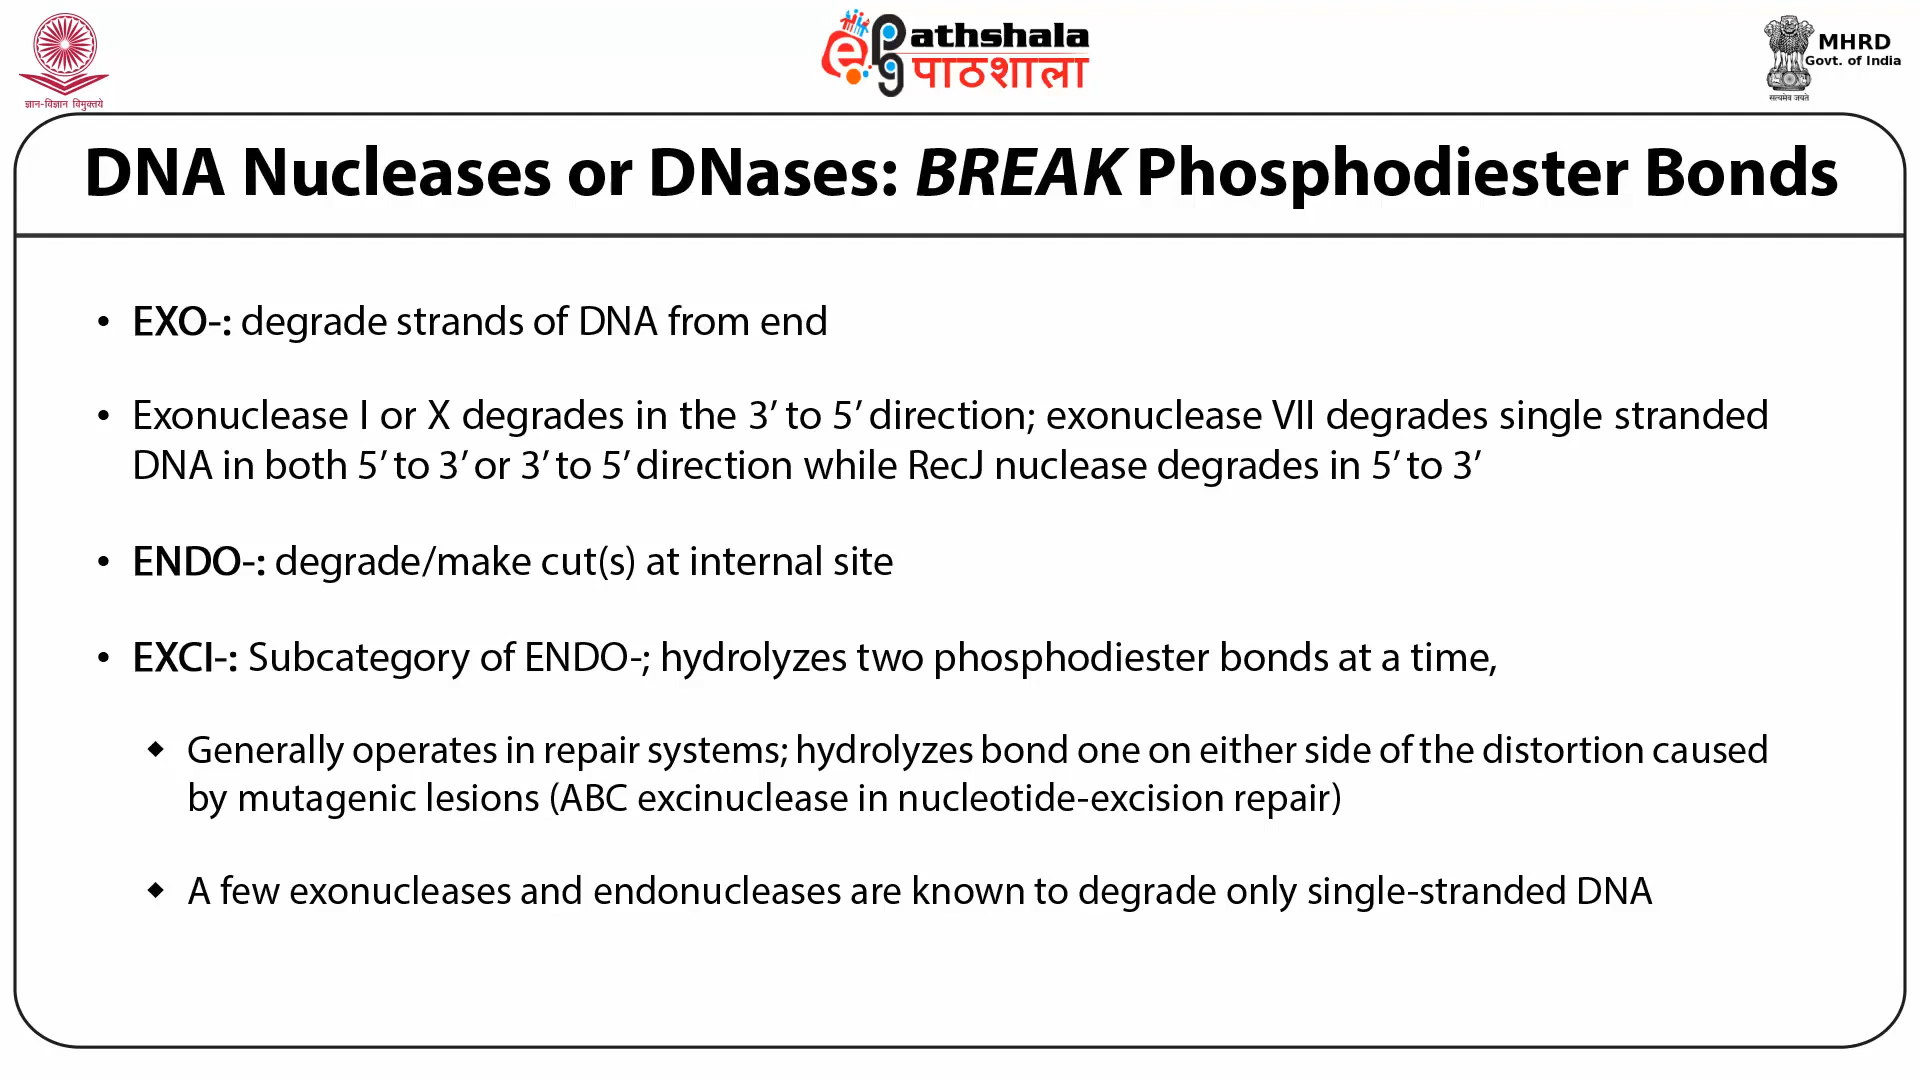 ज्ञान-विज्ञान विमुक्तये
ePG athshala
पाठशाला
MHRD
Govt. of India
सत्यमेव जयते
DNA Nucleases or DNases: BREAK Phosphodiester Bonds
• EXO-: degrade strands of DNA from end
• Exonuclease I or X degrades in the 3’ to 5’ direction; exonuclease VII degrades single stranded
DNA in both 5’ to 3’ or 3’ to 5’ direction while RecJ nuclease degrades in 5’ to 3’
• ENDO-: degrade/make cut(s) at internal site
• EXCI-: Subcategory of ENDO-; hydrolyzes two phosphodiester bonds at a time,
◆ Generally operates in repair systems; hydrolyzes bond one on either side of the distortion caused
by mutagenic lesions (ABC excinuclease in nucleotide-excision repair)
◆ A few exonucleases and endonucleases are known to degrade only single-stranded DNA